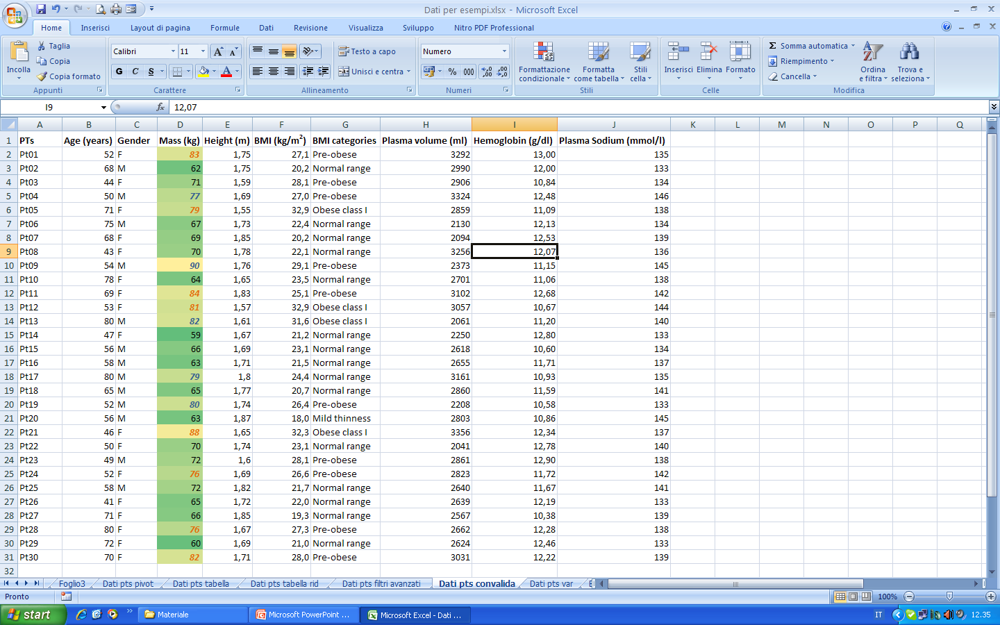 Dati per esempi.xlsx - Microsoft Excel
Home Inserisci Layout di pagina Formule Dati Revisione Visualizza Sviluppo Nitro PDF Professional
Incolla Taglia Copia Copia formato Appunti
Calibri 11 G C S Carattere
Testo a capo Unisci e centra Allineamento
Numero % 000 Numeri
Formattazione condizionale Formatta come tabella Stili cella Stili
Inserisci Elimina Formato Celle
Σ Somma automatica Riempimento Cancella Ordina e filtra Trova e seleziona Modifica
I9 fx 12,07
A B C D E F G H I J K L M N O P Q
1 PTs Age (years) Gender Mass (kg) Height (m) BMI (kg/m²) BMI categories Plasma volume (ml) Hemoglobin (g/dl) Plasma Sodium (mmol/l)
2 Pt01 52 F 83 1,75 27,1 Pre-obese 3292 13,00 135
3 Pt02 68 M 62 1,75 20,2 Normal range 2990 12,00 133
4 Pt03 44 F 71 1,59 28,1 Pre-obese 2906 10,84 134
5 Pt04 50 M 77 1,69 27,0 Pre-obese 3324 12,48 146
6 Pt05 71 F 79 1,55 32,9 Obese class I 2859 11,09 138
7 Pt06 75 M 67 1,73 22,4 Normal range 2130 12,13 134
8 Pt07 68 F 69 1,85 20,2 Normal range 2094 12,53 139
9 Pt08 43 F 70 1,78 22,1 Normal range 3256 12,07 136
10 Pt09 54 M 90 1,76 29,1 Pre-obese 2373 11,15 145
11 Pt10 78 F 64 1,65 23,5 Normal range 2701 11,06 138
12 Pt11 69 F 84 1,83 25,1 Pre-obese 3102 12,68 142
13 Pt12 53 F 81 1,57 32,9 Obese class I 3057 10,67 144
14 Pt13 80 M 82 1,61 31,6 Obese class I 2061 11,20 140
15 Pt14 47 F 59 1,67 21,2 Normal range 2250 12,80 133
16 Pt15 56 M 66 1,69 23,1 Normal range 2618 10,60 134
17 Pt16 58 M 63 1,71 21,5 Normal range 2655 11,71 137
18 Pt17 80 M 79 1,8 24,4 Normal range 3161 10,93 135
19 Pt18 65 M 65 1,77 20,7 Normal range 2860 11,59 141
20 Pt19 52 M 80 1,74 26,4 Pre-obese 2208 10,58 133
21 Pt20 56 M 63 1,87 18,0 Mild thinness 2803 10,86 145
22 Pt21 46 F 88 1,65 32,3 Obese class I 3356 12,34 137
23 Pt22 50 F 70 1,74 23,1 Normal range 2041 12,78 140
24 Pt23 49 M 72 1,6 28,1 Pre-obese 2861 12,90 138
25 Pt24 52 F 76 1,69 26,6 Pre-obese 2823 11,72 142
26 Pt25 58 M 72 1,82 21,7 Normal range 2640 11,67 141
27 Pt26 41 F 65 1,72 22,0 Normal range 2639 12,19 133
28 Pt27 71 F 66 1,85 19,3 Normal range 2567 10,38 139
29 Pt28 80 F 76 1,67 27,3 Pre-obese 2662 12,28 138
30 Pt29 72 F 60 1,69 21,0 Normal range 2624 12,46 133
31 Pt30 70 F 82 1,71 28,0 Pre-obese 3031 12,22 139
32
Foglio3 Dati pts pivot Dati pts tabella Dati pts tabella rid Dati pts filtri avanzati Dati pts convalida Dati pts var
Pronto 100%
start Materiale Microsoft PowerPoint ... Microsoft Excel - Dati ... IT 12.35